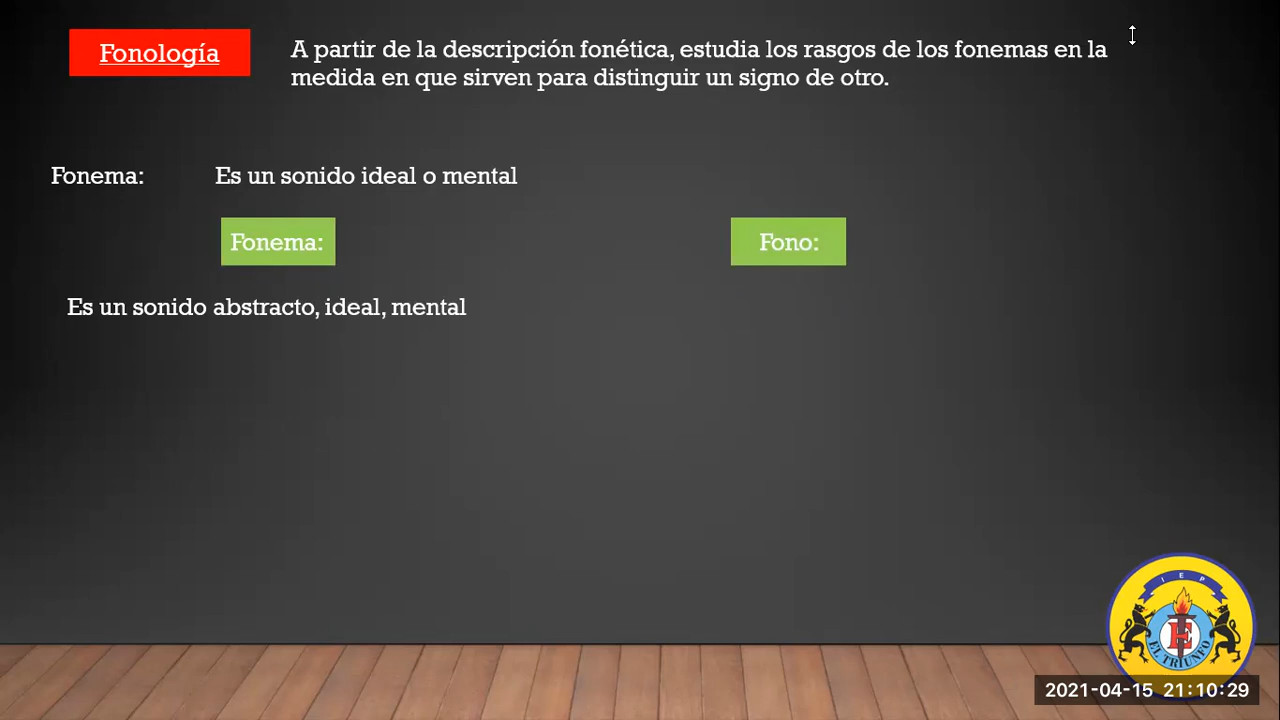 Fonología
A partir de la descripción fonética, estudia los rasgos de los fonemas en la
medida en que sirven para distinguir un signo de otro.
Fonema: Es un sonido ideal o mental
Fonema:
Fono:
Es un sonido abstracto, ideal, mental
I E P
E
EL TRIUNFO
2021-04-15 21:10:29